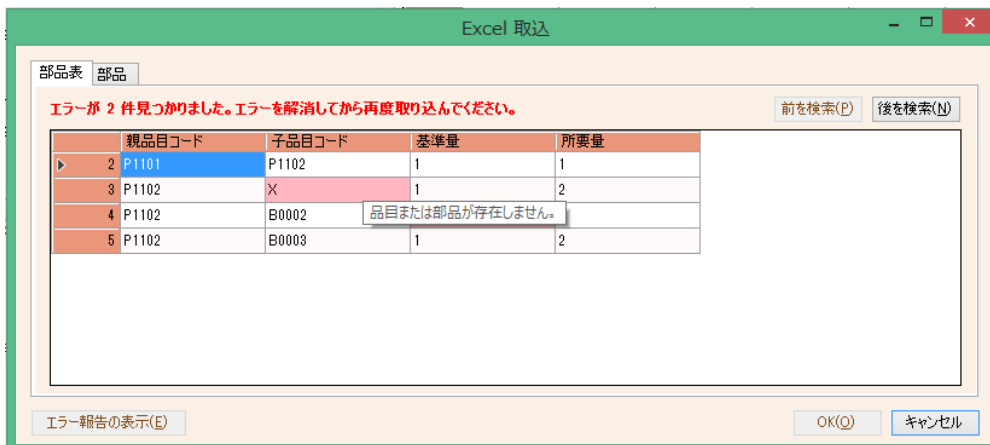 Excel 取込
部品表 部品
エラーが 2 件見つかりました。エラーを解消してから再度取り込んでください。 前を検索(P) 後を検索(N)
親品目コード 子品目コード 基準量 所要量
2 P1101 P1102 1 1
3 P1102 X 1 2
4 P1102 B0002
品目または部品が存在しません。
5 P1102 B0003 1 2
エラー報告の表示(E) OK(O) キャンセル